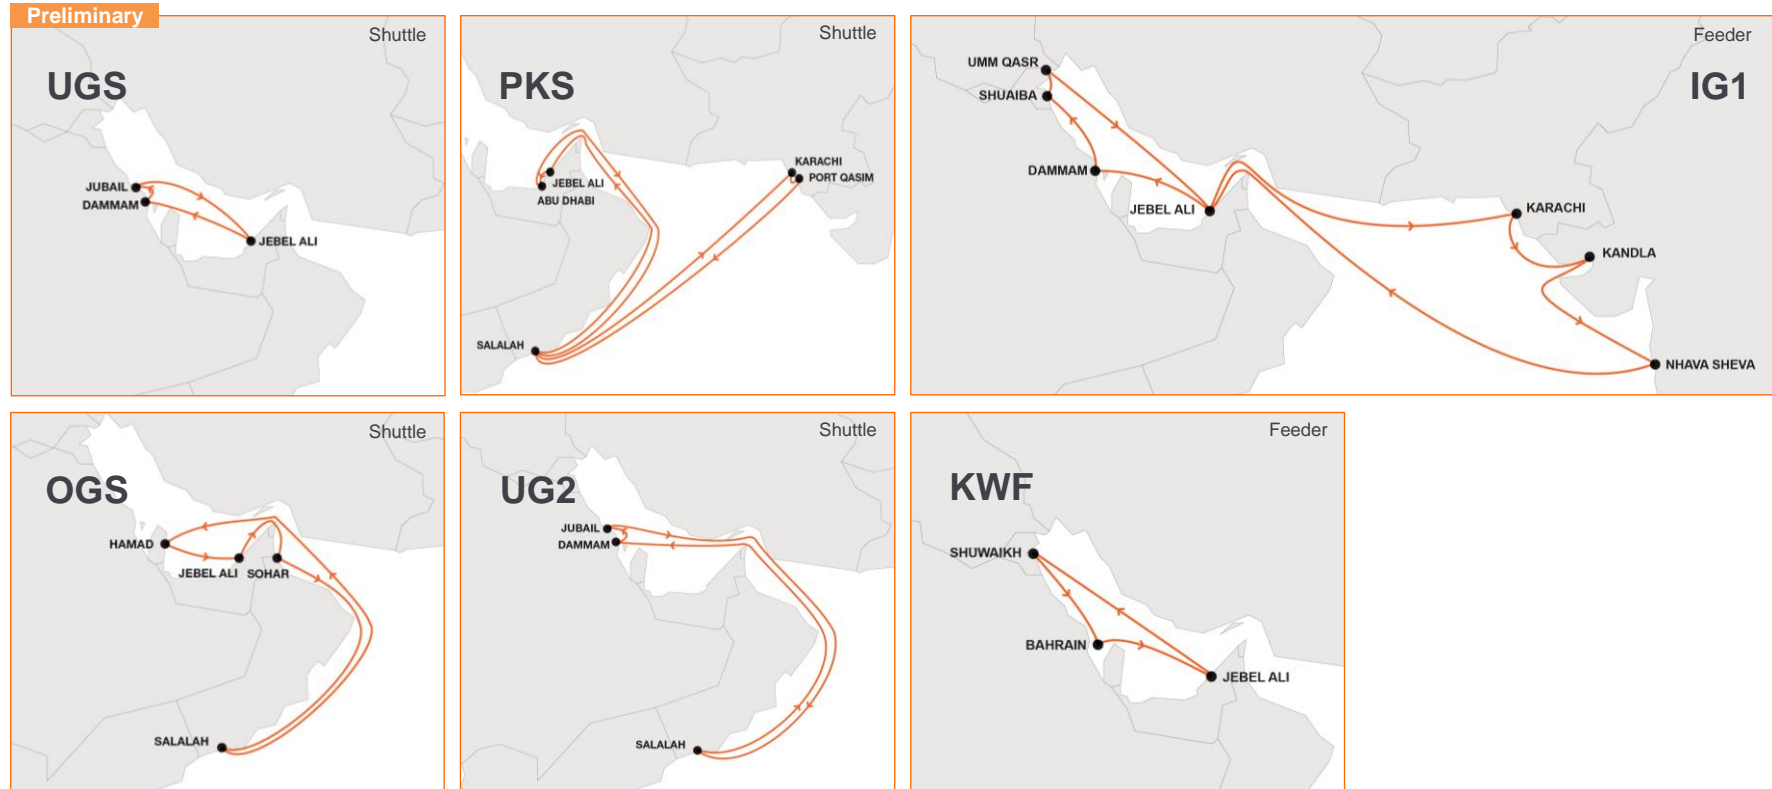 Preliminary
Shuttle
UGS
JUBAIL
DAMMAM
JEBEL ALI
Shuttle
PKS
KARACHI
PORT QASIM
JEBEL ALI
ABU DHABI
SALALAH
Feeder
IG1
UMM QASR
SHUAIBA
DAMMAM
JEBEL ALI
KARACHI
KANDLA
NHAVA SHEVA
Shuttle
OGS
HAMAD
JEBEL ALI
SOHAR
SALALAH
Shuttle
UG2
JUBAIL
DAMMAM
SALALAH
Feeder
KWF
SHUWAIKH
BAHRAIN
JEBEL ALI